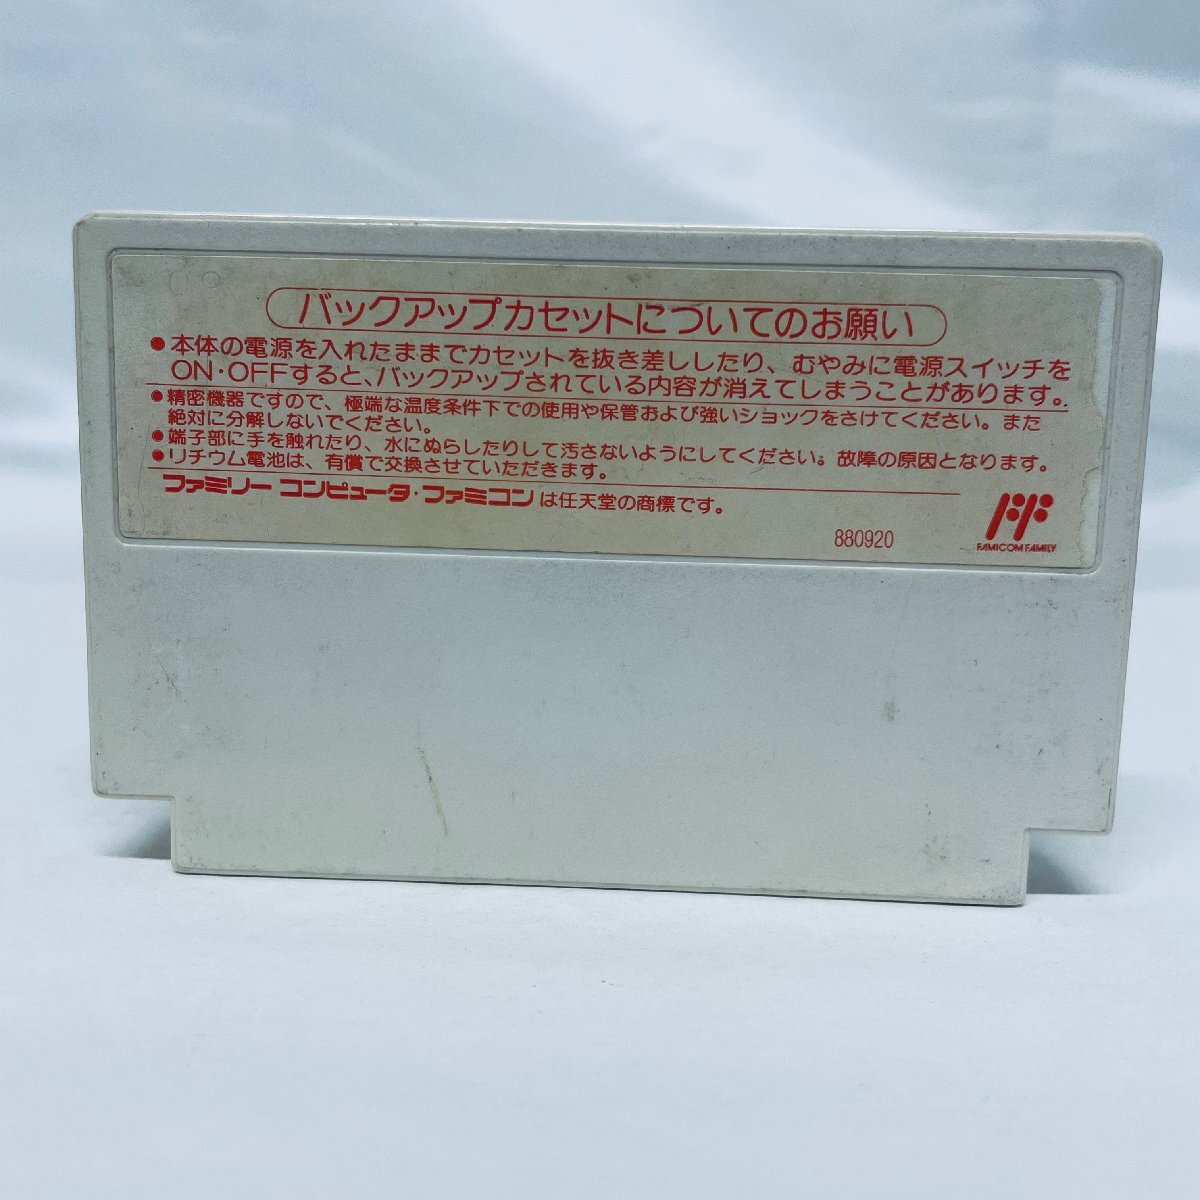 バックアップカセットについてのお願い
●本体の電源を入れたままでカセットを抜き差ししたり、むやみに電源スイッチを
ON・OFFすると、バックアップされている内容が消えてしまうことがあります。
●精密機器ですので、極端な温度条件下での使用や保管および強いショックをさけてください。また
絶対に分解しないでください。
●端子部に手を触れたり、水にぬらしたりして汚さないようにしてください。故障の原因となります。
●リチウム電池は、有償で交換させていただきます。
ファミリーコンピュータ・ファミコンは任天堂の商標です。
880920
FF
FAMICOM FAMILY